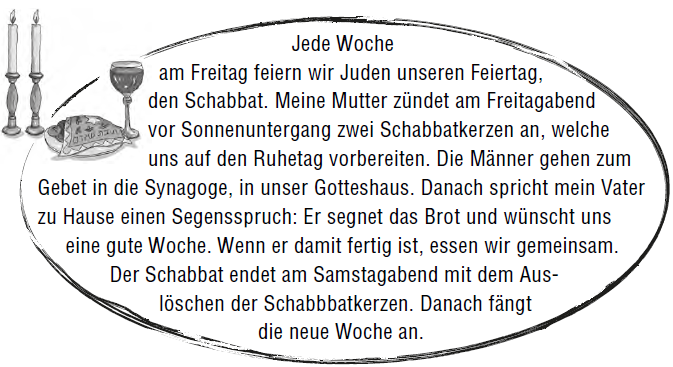 Jede Woche
am Freitag feiern wir Juden unseren Feiertag,
den Schabbat. Meine Mutter zündet am Freitagabend
vor Sonnenuntergang zwei Schabbatkerzen an, welche
uns auf den Ruhetag vorbereiten. Die Männer gehen zum
Gebet in die Synagoge, in unser Gotteshaus. Danach spricht mein Vater
zu Hause einen Segensspruch: Er segnet das Brot und wünscht uns
eine gute Woche. Wenn er damit fertig ist, essen wir gemeinsam.
Der Schabbat endet am Samstagabend mit dem Aus-
löschen der Schabbbatkerzen. Danach fängt
die neue Woche an.